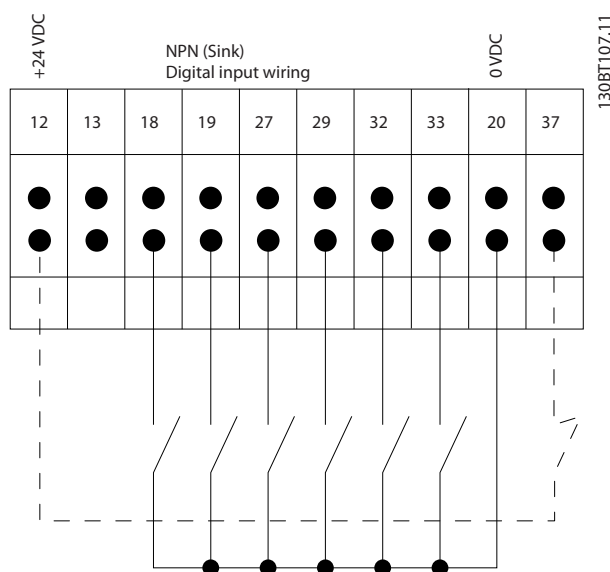 +24 VDC
NPN (Sink)
Digital input wiring
0 VDC
130BT107.11
12 13 18 19 27 29 32 33 20 37